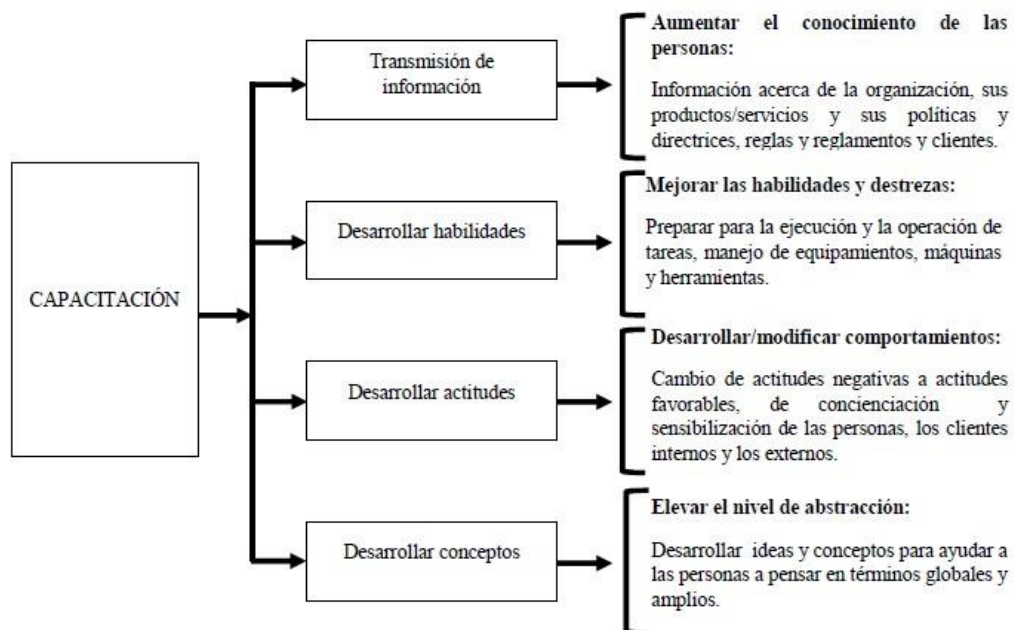 CAPACITACIÓN
Transmisión de
información
Aumentar el conocimiento de las
personas:
Información acerca de la organización, sus
productos/servicios y sus políticas y
directrices, reglas y reglamentos y clientes.
Desarrollar habilidades
Mejorar las habilidades y destrezas:
Preparar para la ejecución y la operación de
tareas, manejo de equipamientos, máquinas
y herramientas.
Desarrollar actitudes
Desarrollar/modificar comportamientos:
Cambio de actitudes negativas a actitudes
favorables, de concienciación y
sensibilización de las personas, los clientes
internos y los externos.
Desarrollar conceptos
Elevar el nivel de abstracción:
Desarrollar ideas y conceptos para ayudar a
las personas a pensar en términos globales y
amplios.